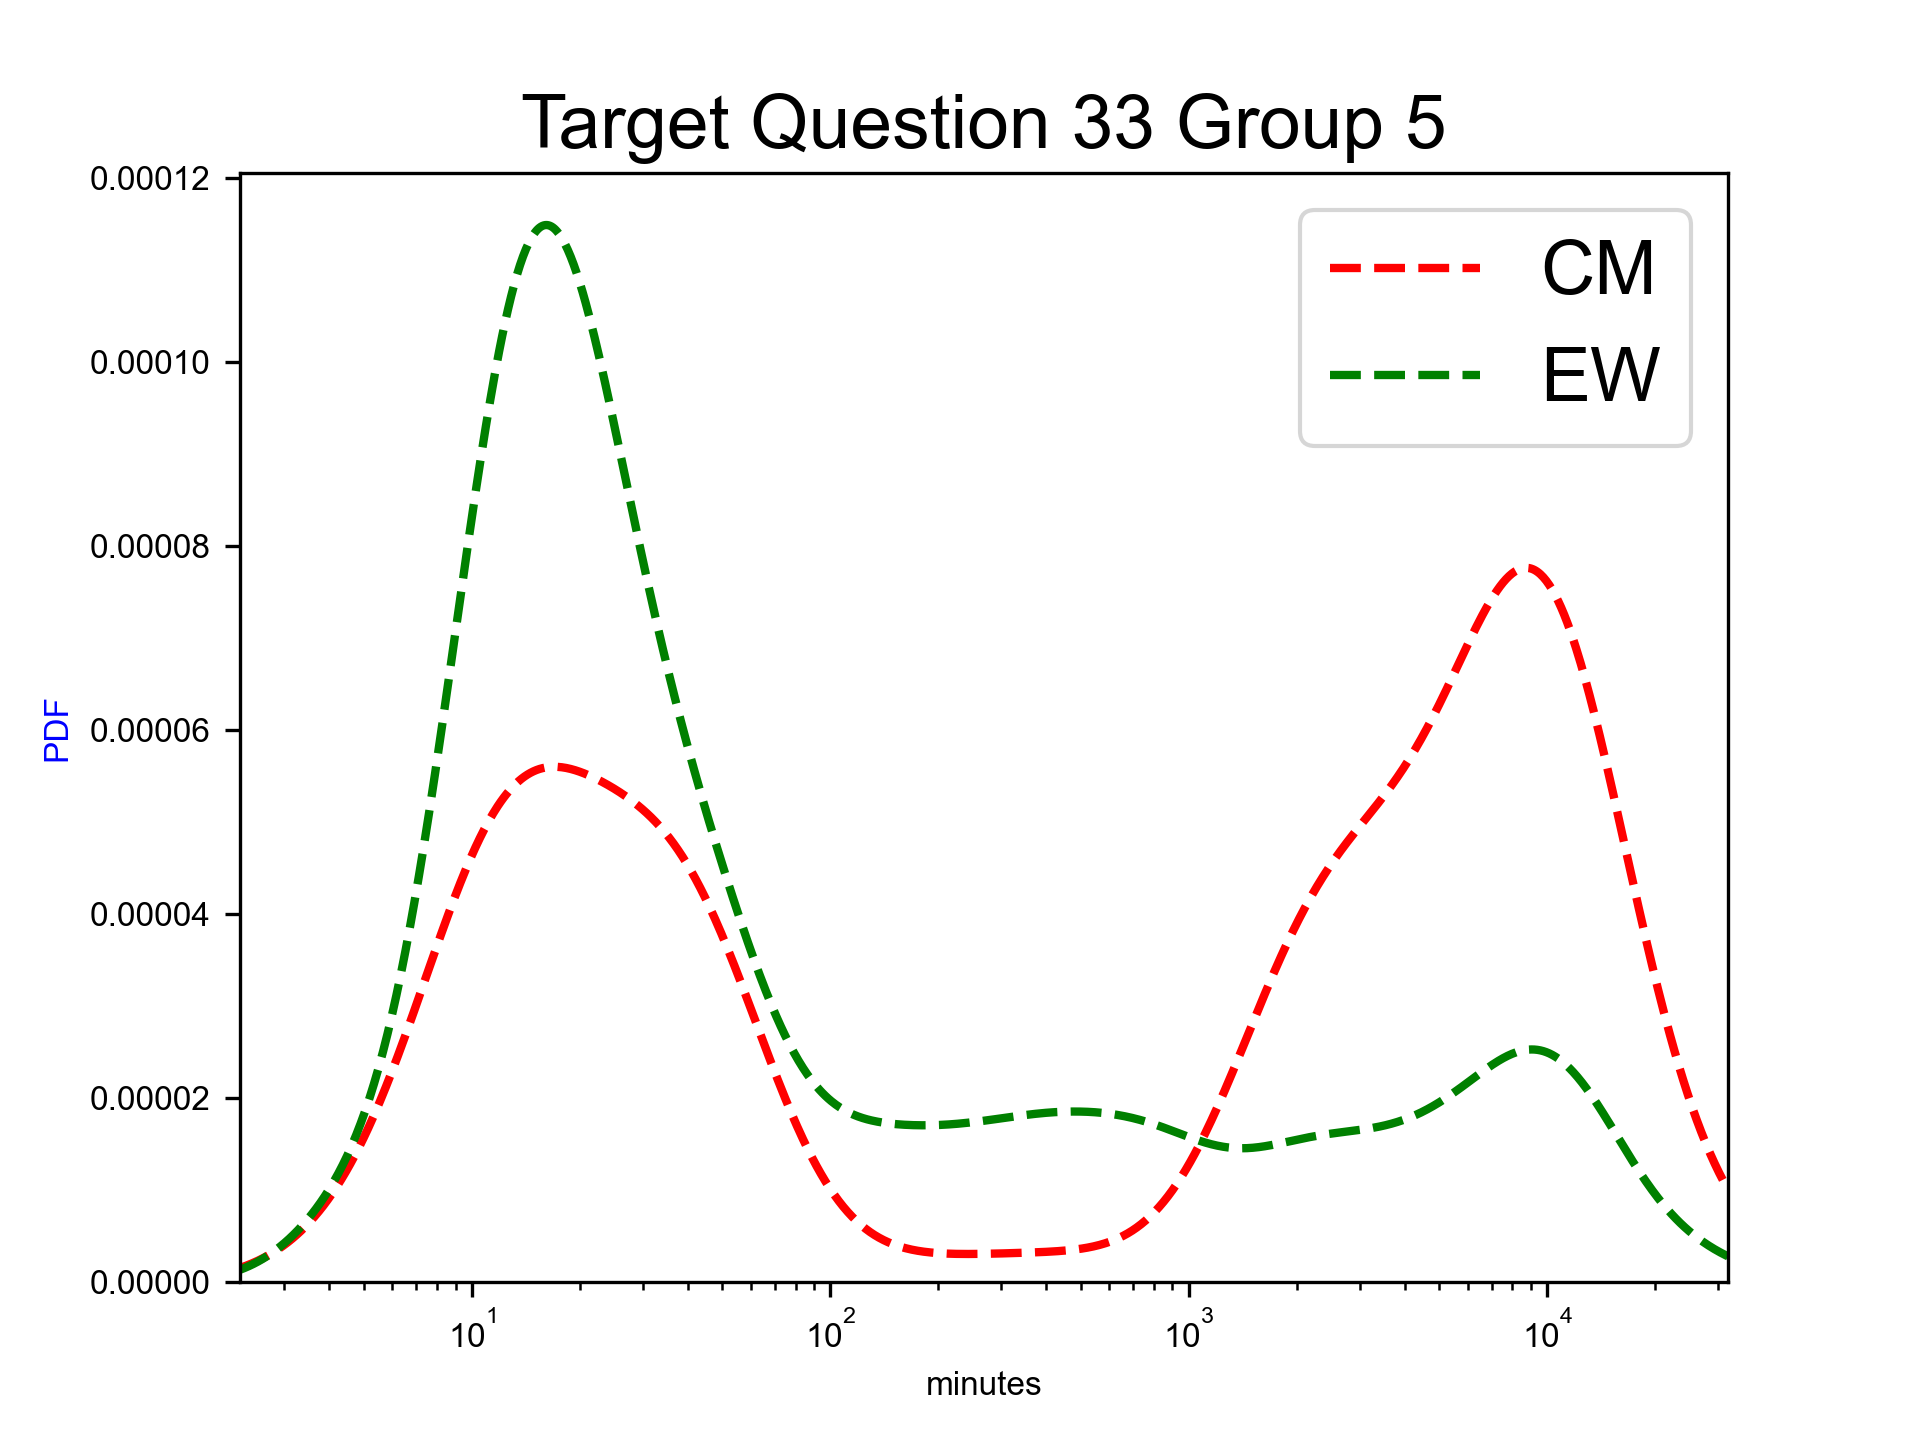 Target Question 33 Group 5
0.00012
0.00010
0.00008
0.00006
0.00004
0.00002
0.00000
PDF
CM
EW
10¹ 10² 10³ 10⁴
minutes